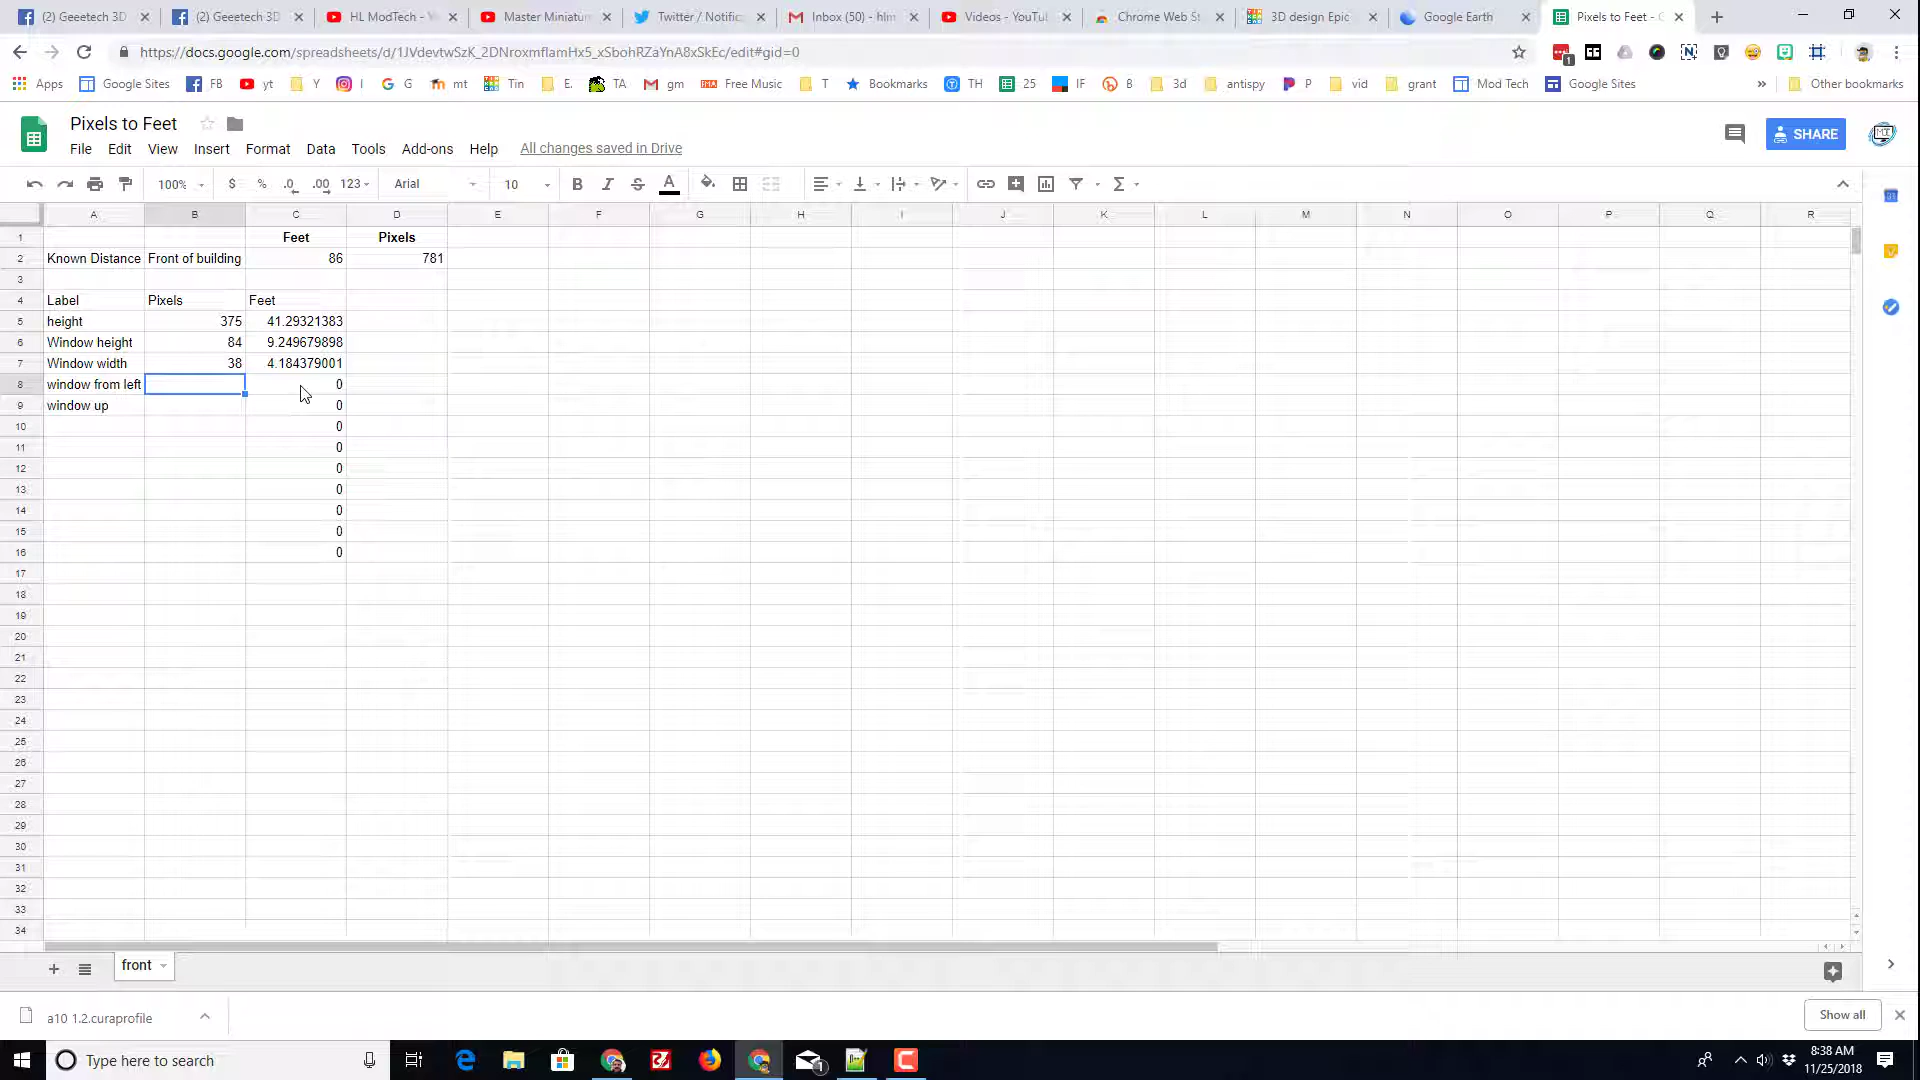 (2) Geeetech 3D
(2) Geeetech 3D
HL ModTech -
Master Miniatur
Twitter / Notific
Inbox (50) - hlm
Videos - YouTu
Chrome Web St
3D design Epic
Google Earth
Pixels to Feet - G
https://docs.google.com/spreadsheets/d/1JVdevtwSzK_2DNroxmflamHx5_xSbohRZaYnA8xSkEc/edit#gid=0
1
Apps Google Sites FB yt Y I G mt Tin E. TA gm Free Music T Bookmarks TH 25 IF B 3d antispy P vid grant Mod Tech Google Sites » Other bookmarks
Pixels to Feet
File Edit View Insert Format Data Tools Add-ons Help All changes saved in Drive
SHARE
100% $ % .0 .00 123 Arial 10 B I S A Σ
A B C D E F G H I J K L M N O P Q R
1 Feet Pixels
2 Known Distance Front of building 86 781
3
4 Label Pixels Feet
5 height 375 41.29321383
6 Window height 84 9.249679898
7 Window width 38 4.184379001
8 window from left 0
9 window up 0
10 0
11 0
12 0
13 0
14 0
15 0
16 0
17
18
19
20
21
22
23
24
25
26
27
28
29
30
31
32
33
34
front
a10 1.2.curaprofile
Show all
Type here to search
1
8:38 AM
11/25/2018